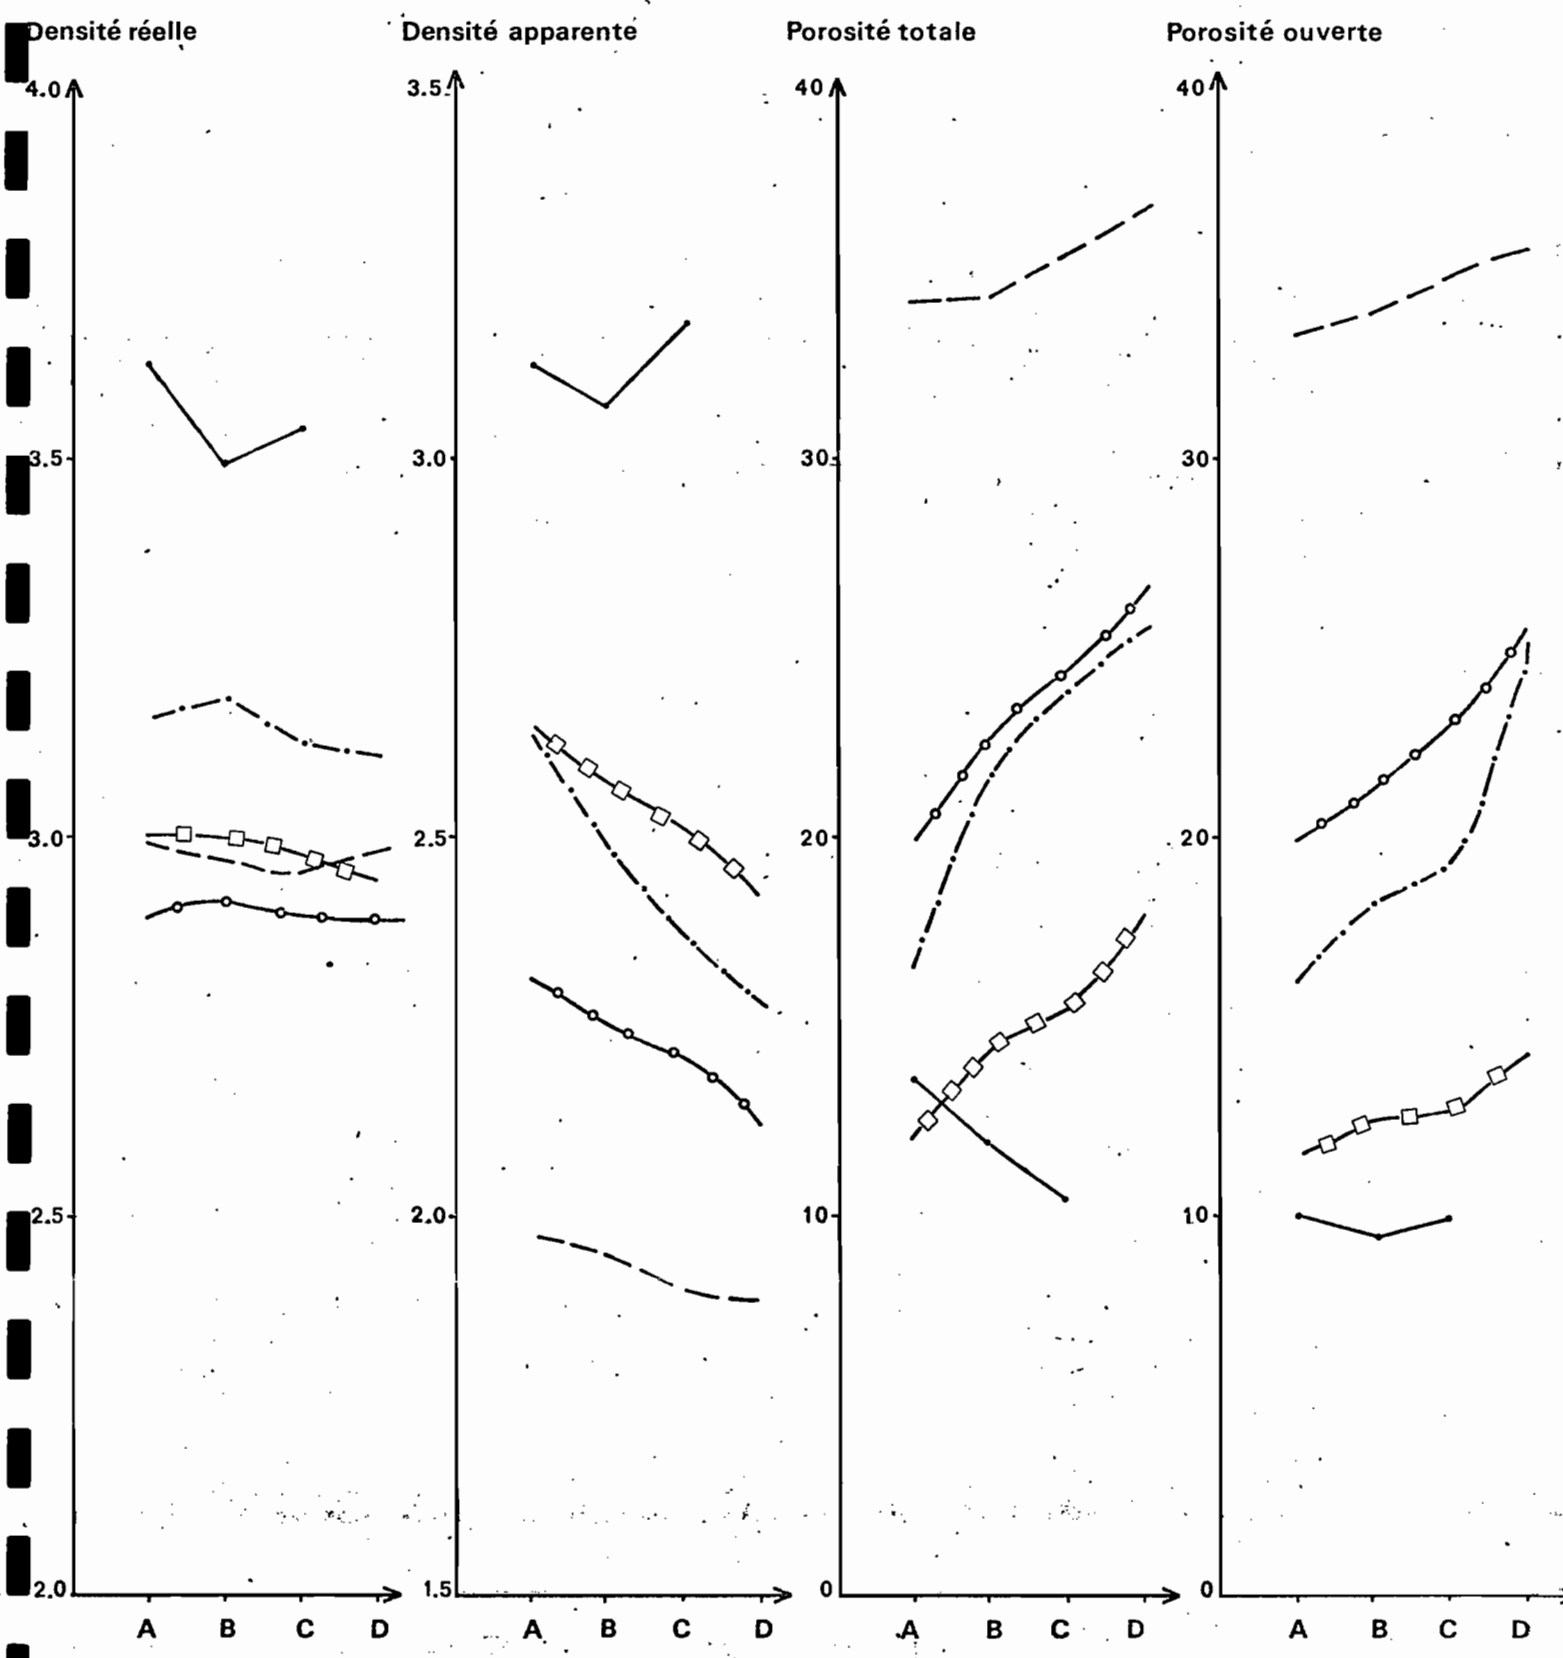 Densité réelle Densité apparente Porosité totale Porosité ouverte
4.0 3.5 40 40
3.5 3.0 30 30
3.0 2.5 20 20
2.5 2.0 10 10
2.0 1.5 0 0
A B C D A B C D A B C D A B C D